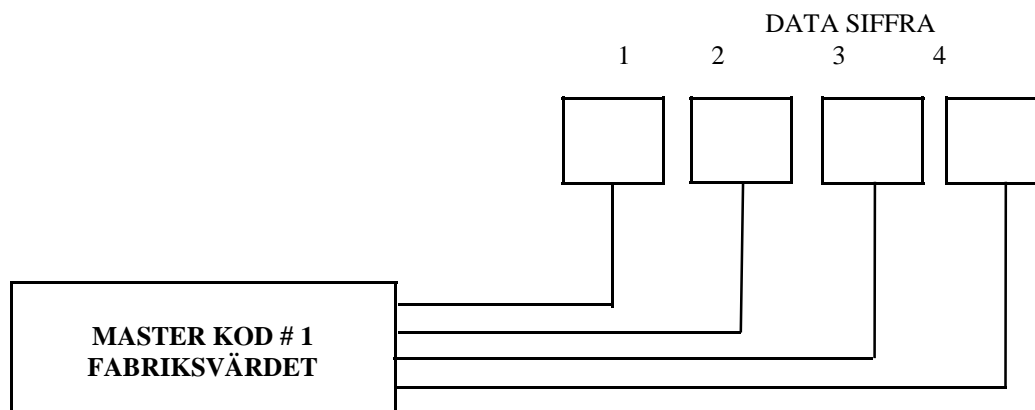 DATA SIFFRA
1 2 3 4
MASTER KOD # 1
FABRIKSVÄRDET